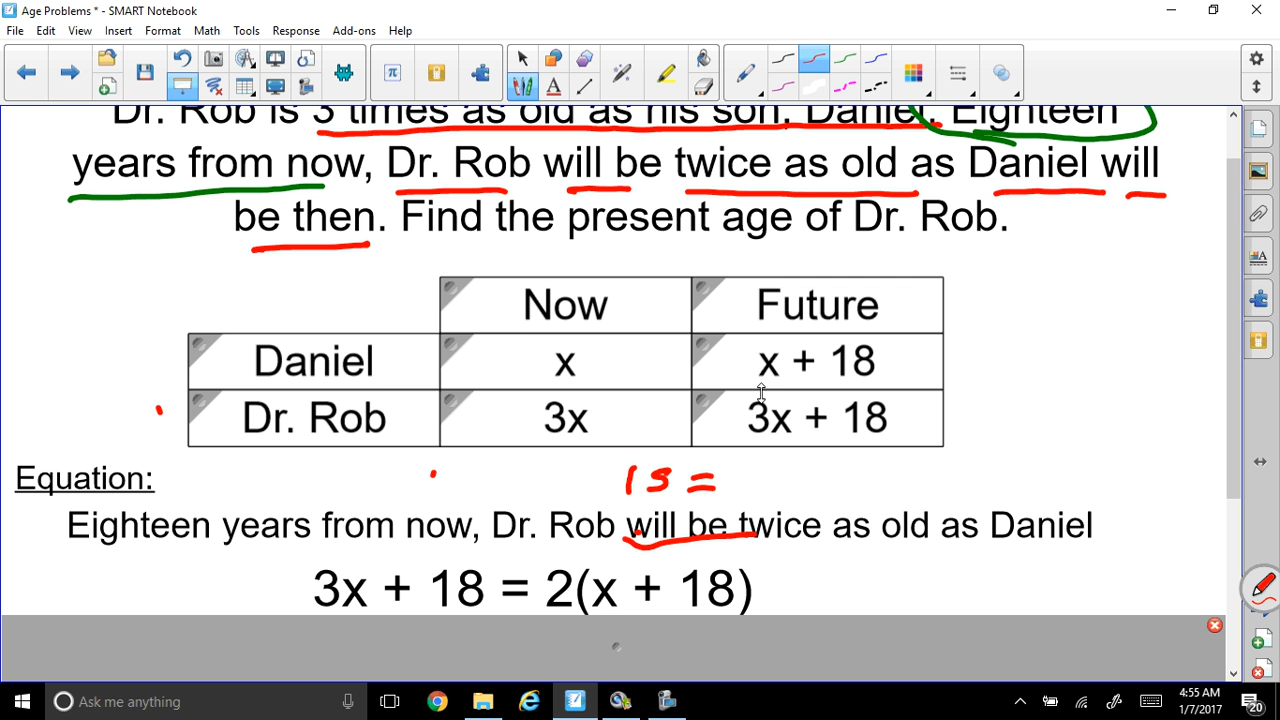 Age Problems * - SMART Notebook
File Edit View Insert Format Math Tools Response Add-ons Help
Dr. Rob is 3 times as old as his son, Daniel. Eighteen
years from now, Dr. Rob will be twice as old as Daniel will
be then. Find the present age of Dr. Rob.
Now Future
Daniel x x + 18
Dr. Rob 3x 3x + 18
Equation:
is =
Eighteen years from now, Dr. Rob will be twice as old as Daniel
3x + 18 = 2(x + 18)
Ask me anything
4:55 AM
1/7/2017
20